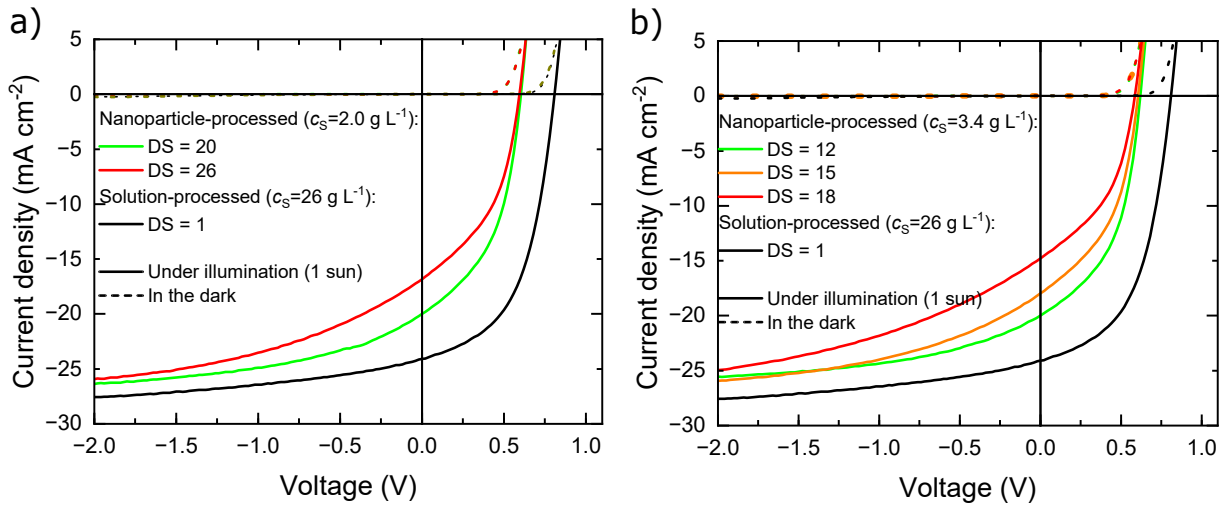 a)
5
0
−5
−10
−15
−20
−25
−30
Current density (mA cm⁻²)
Nanoparticle-processed (cS=2.0 g L⁻¹):
DS = 20
DS = 26
Solution-processed (cS=26 g L⁻¹):
DS = 1
Under illumination (1 sun)
In the dark
−2.0 −1.5 −1.0 −0.5 0.0 0.5 1.0
Voltage (V)
b)
5
0
−5
−10
−15
−20
−25
−30
Current density (mA cm⁻²)
Nanoparticle-processed (cS=3.4 g L⁻¹):
DS = 12
DS = 15
DS = 18
Solution-processed (cS=26 g L⁻¹):
DS = 1
Under illumination (1 sun)
In the dark
−2.0 −1.5 −1.0 −0.5 0.0 0.5 1.0
Voltage (V)